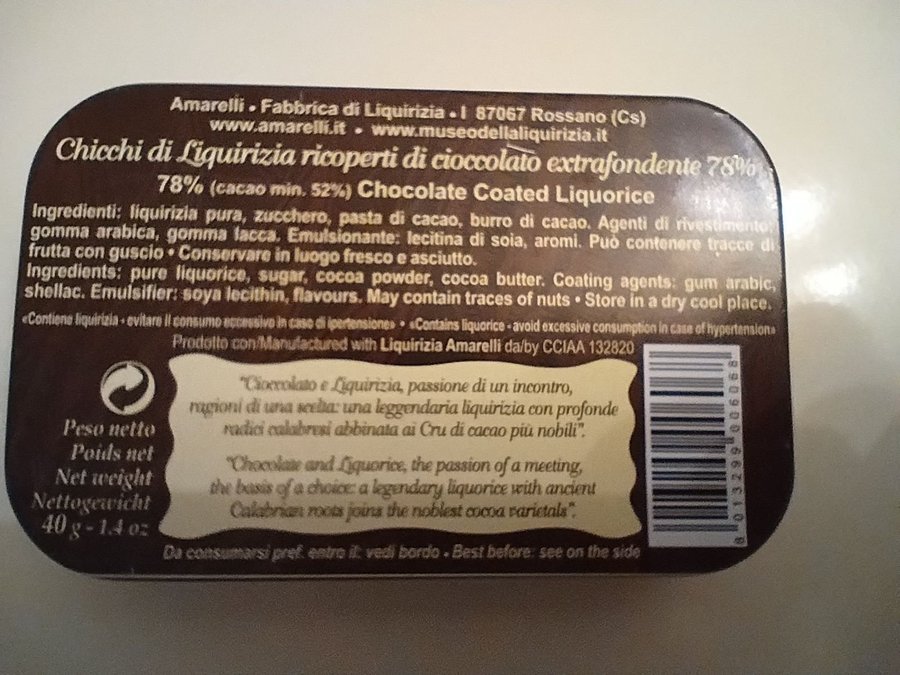 Amarelli • Fabbrica di Liquirizia • I 87067 Rossano (Cs)
www.amarelli.it • www.museodellaliquirizia.it
Chicchi di Liquirizia ricoperti di cioccolato extrafondente 78%
78% (cacao min. 52%) Chocolate Coated Liquorice
Ingredienti: liquirizia pura, zucchero, pasta di cacao, burro di cacao. Agenti di rivestimento:
gomma arabica, gomma lacca. Emulsionante: lecitina di soia, aromi. Può contenere tracce di
frutta con guscio • Conservare in luogo fresco e asciutto.
Ingredients: pure liquorice, sugar, cocoa powder, cocoa butter. Coating agents: gum arabic,
shellac. Emulsifier: soya lecithin, flavours. May contain traces of nuts • Store in a dry cool place.
«Contiene liquirizia - evitare il consumo eccessivo in caso di ipertensione» • «Contains liquorice - avoid excessive consumption in case of hypertension»
Prodotto con/Manufactured with Liquirizia Amarelli da/by CCIAA 132820
"Cioccolato e Liquirizia, passione di un incontro,
ragioni di una scelta: una leggendaria liquirizia con profonde
radici calabresi abbinata ai Cru di cacao più nobili".
"Chocolate and Liquorice, the passion of a meeting,
the basis of a choice: a legendary liquorice with ancient
Calabrian roots joins the noblest cocoa varietals".
Peso netto
Poids net
Net weight
Nettogewicht
40 g - 1.4 oz
8 013299 006068
Da consumarsi pref. entro il: vedi bordo • Best before: see on the side